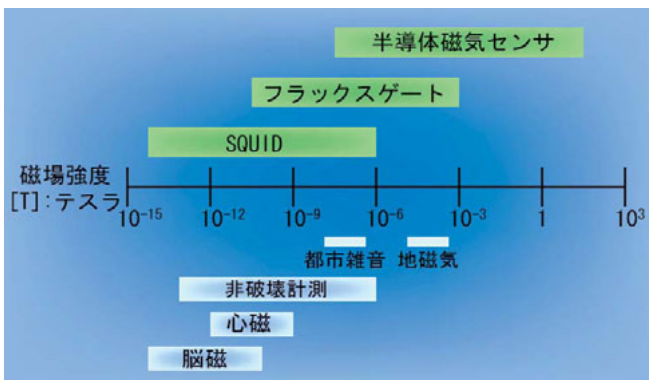 半導体磁気センサ
フラックスゲート
SQUID
磁場強度
[T]:テスラ
10⁻¹⁵ 10⁻¹² 10⁻⁹ 10⁻⁶ 10⁻³ 1 10³
都市雑音 地磁気
非破壊計測
心磁
脳磁